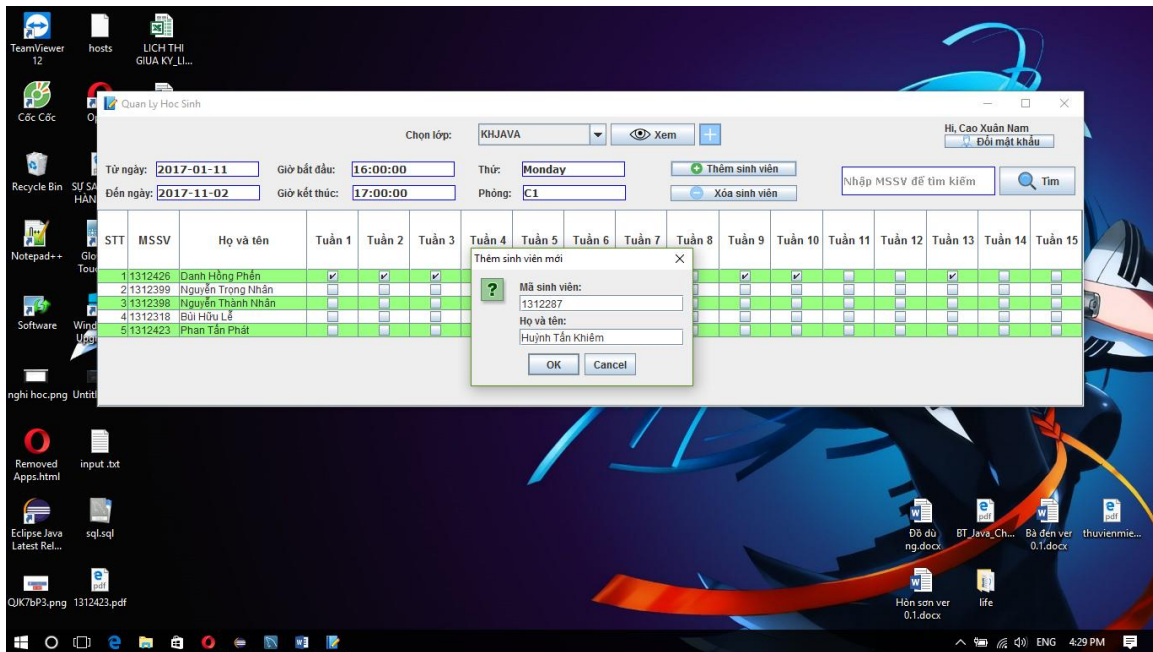 TeamViewer 12
hosts
LICH THI GIUA KY_LI...
Cốc Cốc
Recycle Bin
Notepad++
Software
nghi hoc.png
Removed Apps.html
input .txt
Eclipse Java Latest Rel...
sql.sql
QJK7bP3.png
1312423.pdf
Quan Ly Hoc Sinh
Chọn lớp: KHJAVA Xem
Hi, Cao Xuân Nam
Đổi mật khẩu
Từ ngày: 2017-01-11 Giờ bắt đầu: 16:00:00 Thứ: Monday Thêm sinh viên
Nhập MSSV để tìm kiếm Tìm
Đến ngày: 2017-11-02 Giờ kết thúc: 17:00:00 Phòng: C1 Xóa sinh viên
STT MSSV Họ và tên Tuần 1 Tuần 2 Tuần 3 Tuần 4 Tuần 5 Tuần 6 Tuần 7 Tuần 8 Tuần 9 Tuần 10 Tuần 11 Tuần 12 Tuần 13 Tuần 14 Tuần 15
1 1312426 Danh Hồng Phến
2 1312399 Nguyễn Trọng Nhân
3 1312398 Nguyễn Thành Nhân
4 1312318 Bùi Hữu Lễ
5 1312423 Phan Tấn Phát
Thêm sinh viên mới
Mã sinh viên:
1312287
Họ và tên:
Huỳnh Tấn Khiêm
OK Cancel
Đồ dùng.docx
BT_Java_Ch...
Bà đen ver 0.1.docx
thuvienmie...
Hòn sơn ver 0.1.docx
life
ENG 4:29 PM